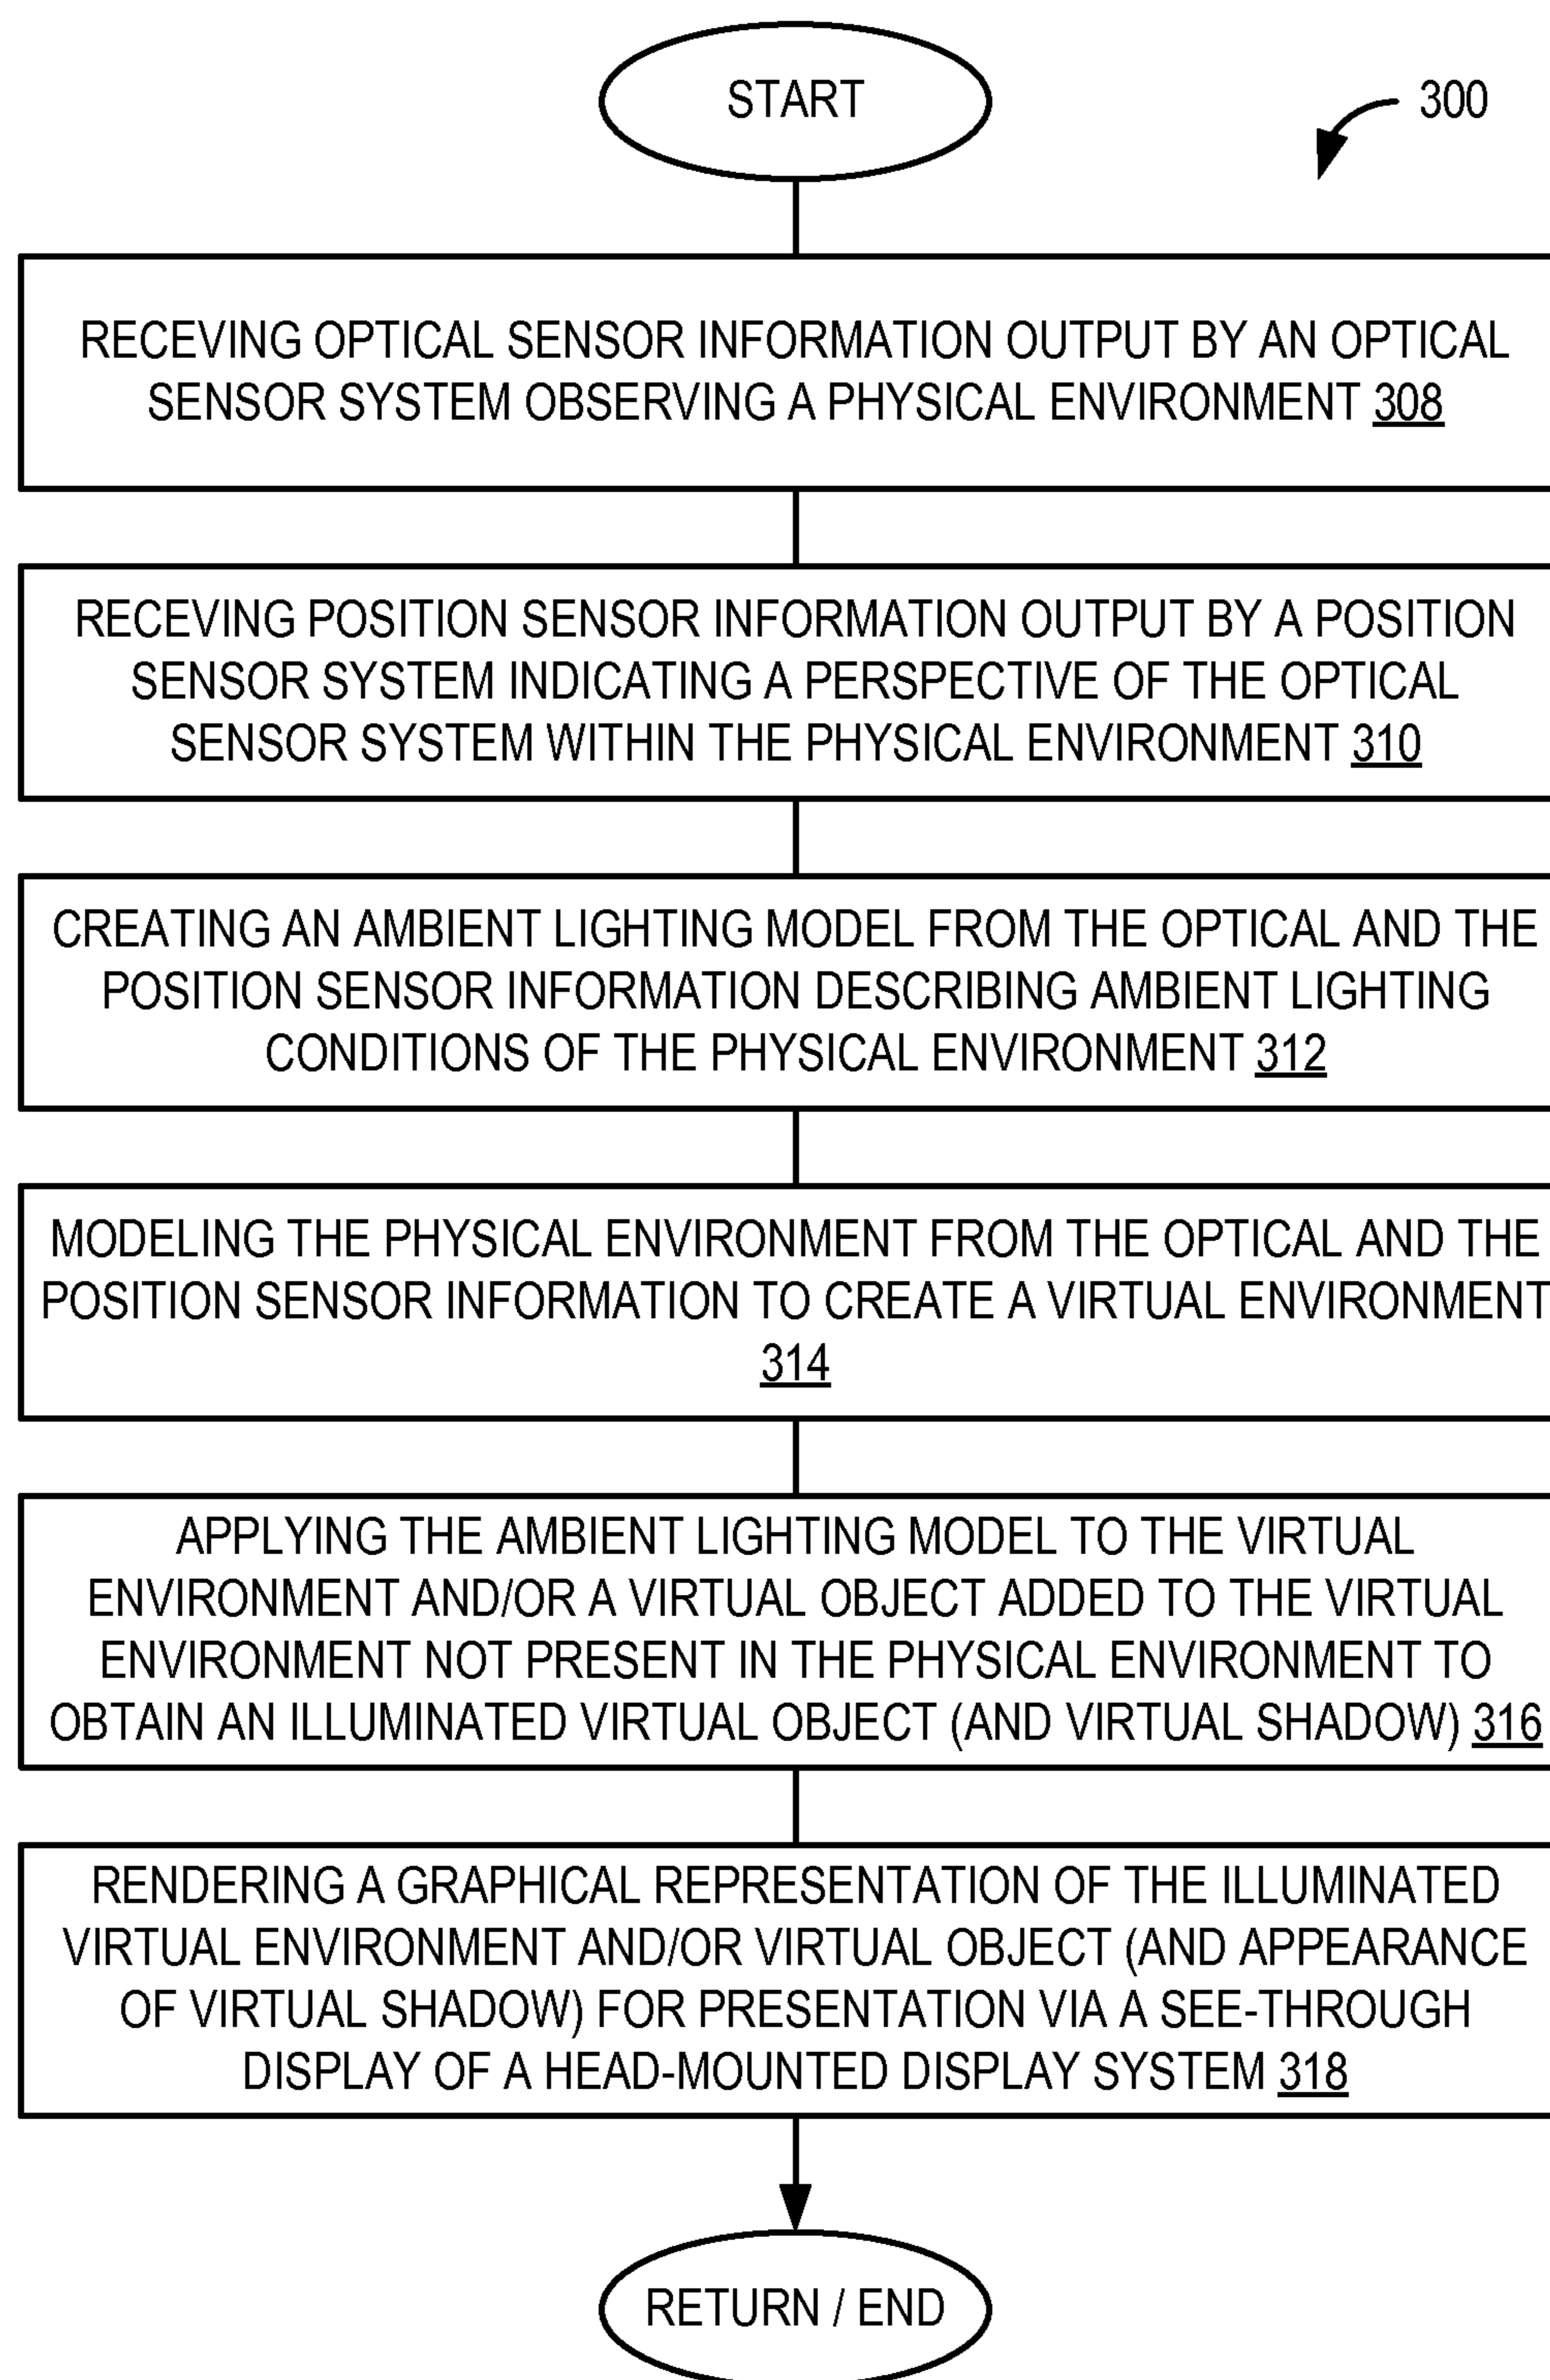 START
300
RECEVING OPTICAL SENSOR INFORMATION OUTPUT BY AN OPTICAL
SENSOR SYSTEM OBSERVING A PHYSICAL ENVIRONMENT 308
RECEVING POSITION SENSOR INFORMATION OUTPUT BY A POSITION
SENSOR SYSTEM INDICATING A PERSPECTIVE OF THE OPTICAL
SENSOR SYSTEM WITHIN THE PHYSICAL ENVIRONMENT 310
CREATING AN AMBIENT LIGHTING MODEL FROM THE OPTICAL AND THE
POSITION SENSOR INFORMATION DESCRIBING AMBIENT LIGHTING
CONDITIONS OF THE PHYSICAL ENVIRONMENT 312
MODELING THE PHYSICAL ENVIRONMENT FROM THE OPTICAL AND THE
POSITION SENSOR INFORMATION TO CREATE A VIRTUAL ENVIRONMENT
314
APPLYING THE AMBIENT LIGHTING MODEL TO THE VIRTUAL
ENVIRONMENT AND/OR A VIRTUAL OBJECT ADDED TO THE VIRTUAL
ENVIRONMENT NOT PRESENT IN THE PHYSICAL ENVIRONMENT TO
OBTAIN AN ILLUMINATED VIRTUAL OBJECT (AND VIRTUAL SHADOW) 316
RENDERING A GRAPHICAL REPRESENTATION OF THE ILLUMINATED
VIRTUAL ENVIRONMENT AND/OR VIRTUAL OBJECT (AND APPEARANCE
OF VIRTUAL SHADOW) FOR PRESENTATION VIA A SEE-THROUGH
DISPLAY OF A HEAD-MOUNTED DISPLAY SYSTEM 318
RETURN / END